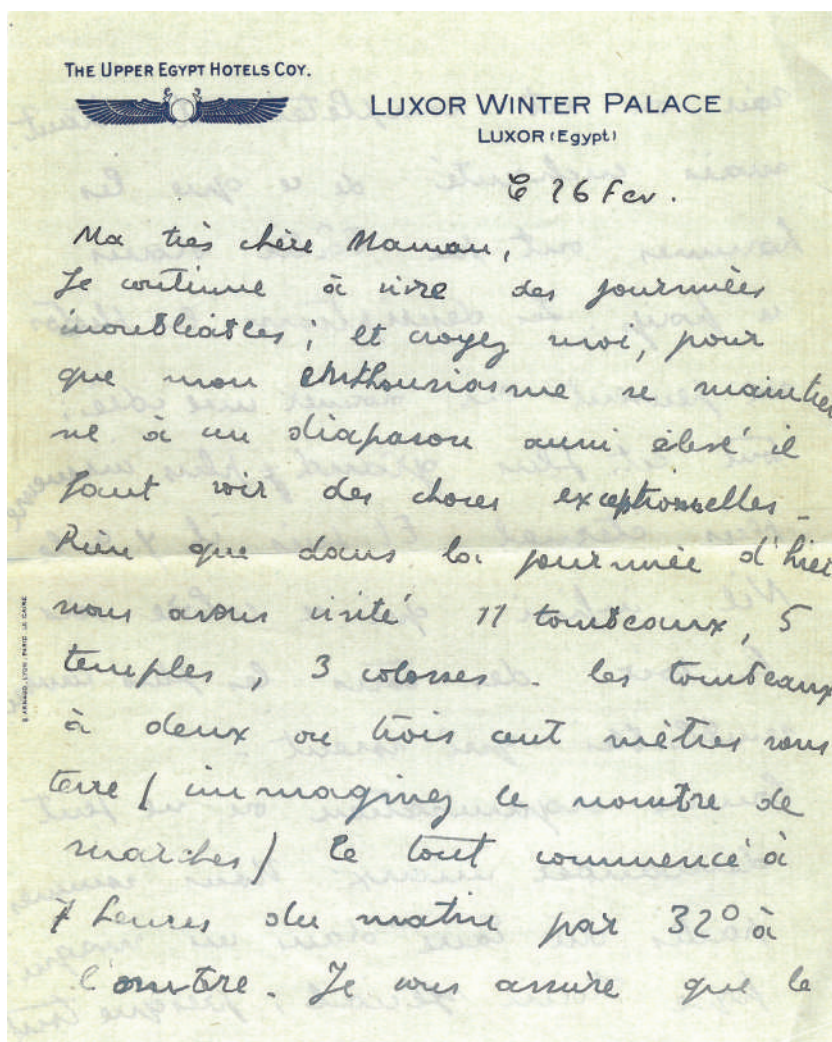 THE UPPER EGYPT HOTELS COY.
LUXOR WINTER PALACE
LUXOR (Egypt)
le 26 Fev.
Ma très chère Maman,
Je continue à vivre des journées
inoubliables ; et croyez moi, pour
que mon enthousiasme se maintien
ne à un diapason aussi élevé il
faut voir des choses exceptionnelles -
Rien que dans la journée d'hier
nous avons visité 11 tombeaux, 5
temples, 3 colosses - les tombeaux
à deux ou trois cent mètres sous
terre / immaginez le nombre de
marches / le tout commencé à
7 heures du matin par 32° à
l'ombre. Je vous assure que le